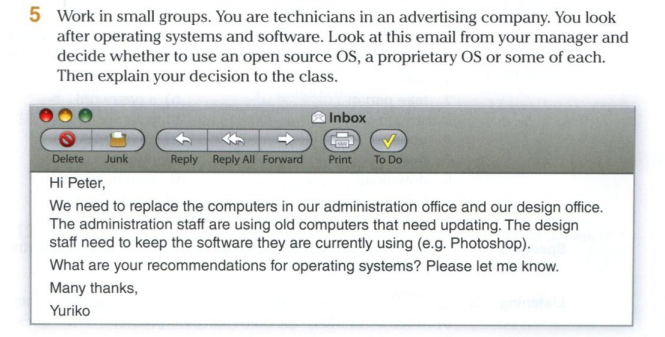 5 Work in small groups. You are technicians in an advertising company. You look
after operating systems and software. Look at this email from your manager and
decide whether to use an open source OS, a proprietary OS or some of each.
Then explain your decision to the class.
Inbox
Delete Junk Reply Reply All Forward Print To Do
Hi Peter,
We need to replace the computers in our administration office and our design office.
The administration staff are using old computers that need updating. The design
staff need to keep the software they are currently using (e.g. Photoshop).
What are your recommendations for operating systems? Please let me know.
Many thanks,
Yuriko